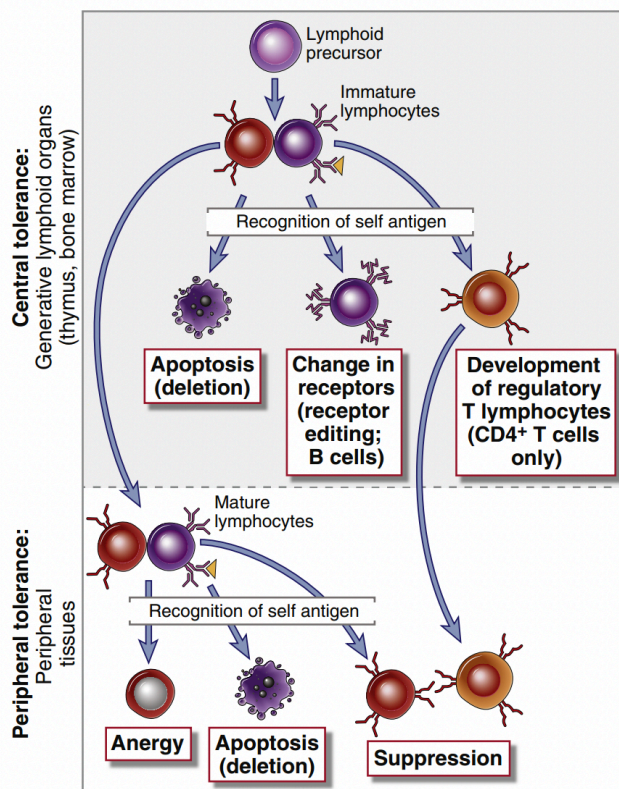 Lymphoid
precursor
Immature
lymphocytes
Central tolerance:
Generative lymphoid organs
(thymus, bone marrow)
Recognition of self antigen
Apoptosis
(deletion)
Change in
receptors
(receptor
editing;
B cells)
Development
of regulatory
T lymphocytes
(CD4+ T cells
only)
Peripheral tolerance:
Peripheral
tissues
Mature
lymphocytes
Recognition of self antigen
Anergy
Apoptosis
(deletion)
Suppression